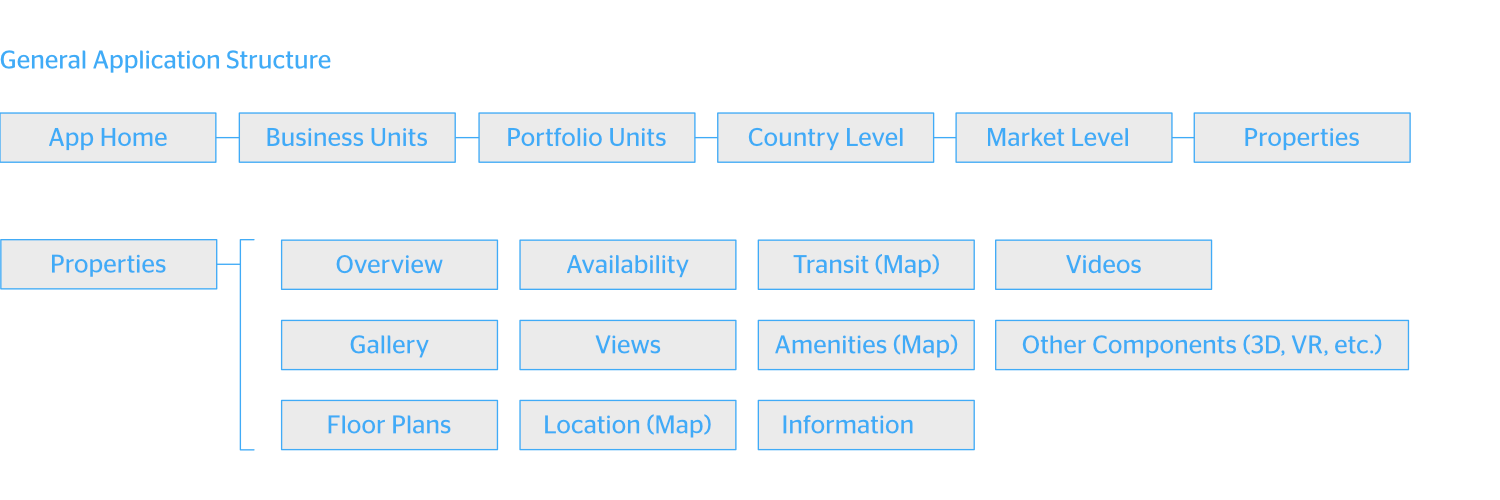 General Application Structure
App Home
Business Units
Portfolio Units
Country Level
Market Level
Properties
Properties
Overview
Availability
Transit (Map)
Videos
Gallery
Views
Amenities (Map)
Other Components (3D, VR, etc.)
Floor Plans
Location (Map)
Information